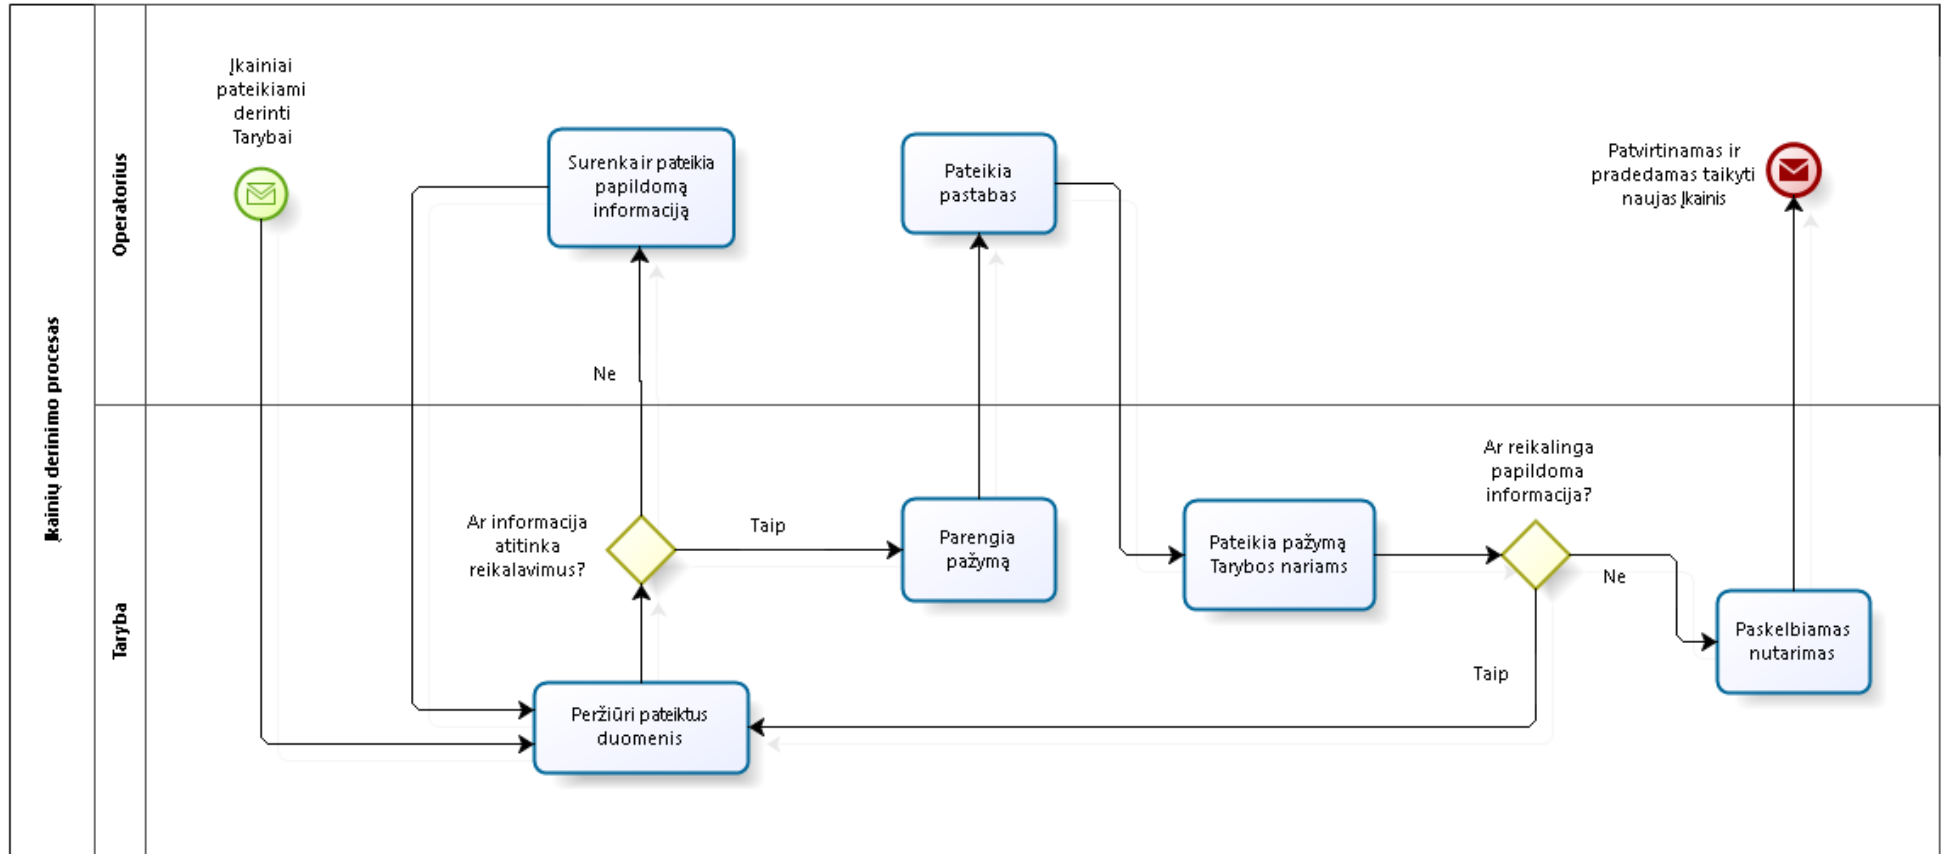 Įkainių derinimo procesas
Operatorius
Įkainiai
pateikiami
derinti
Tarybai
Surenka ir pateikia
papildomą
informaciją
Pateikia
pastabas
Patvirtinamas ir
pradedamas taikyti
naujas Įkainis
Ne
Taryba
Ar informacija
atitinka
reikalavimus?
Taip
Parengia
pažymą
Pateikia pažymą
Tarybos nariams
Ar reikalinga
papildoma
informacija?
Ne
Taip
Paskelbiamas
nutarimas
Peržiūri pateiktus
duomenis